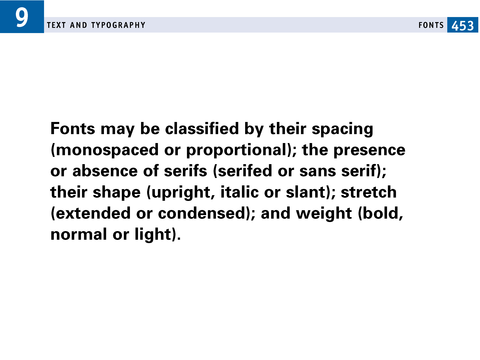 9
TEXT AND TYPOGRAPHY
FONTS 453
Fonts may be classified by their spacing
(monospaced or proportional); the presence
or absence of serifs (serifed or sans serif);
their shape (upright, italic or slant); stretch
(extended or condensed); and weight (bold,
normal or light).